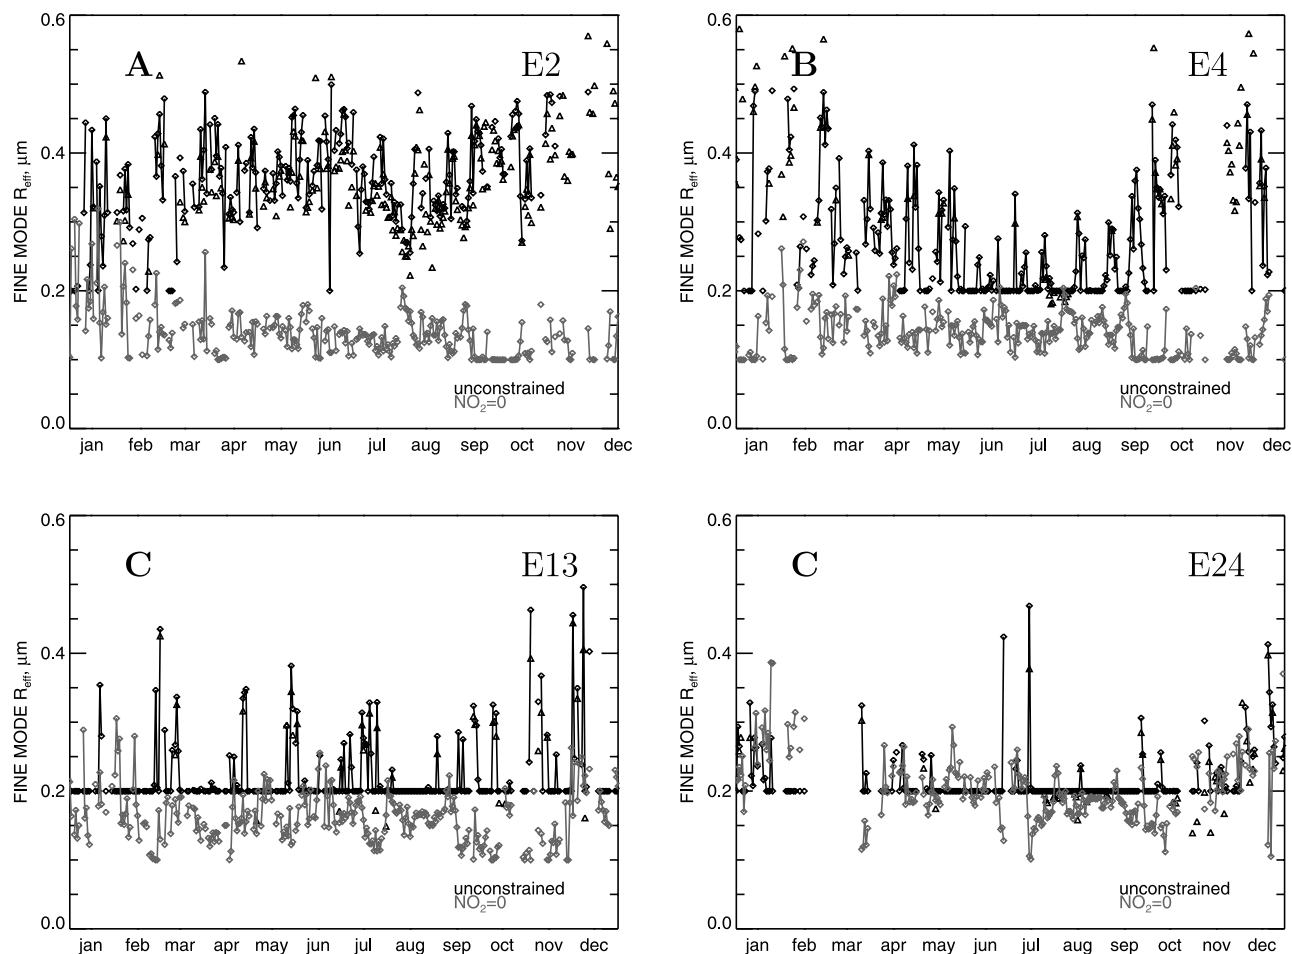 0.6
A
E2
0.4
FINE MODE Reff, μm
0.2
unconstrained
NO2=0
0.0
jan feb mar apr may jun jul aug sep oct nov dec
0.6
B
E4
0.4
FINE MODE Reff, μm
0.2
unconstrained
NO2=0
0.0
jan feb mar apr may jun jul aug sep oct nov dec
0.6
C
E13
0.4
FINE MODE Reff, μm
0.2
unconstrained
NO2=0
0.0
jan feb mar apr may jun jul aug sep oct nov dec
0.6
C
E24
0.4
FINE MODE Reff, μm
0.2
unconstrained
NO2=0
0.0
jan feb mar apr may jun jul aug sep oct nov dec